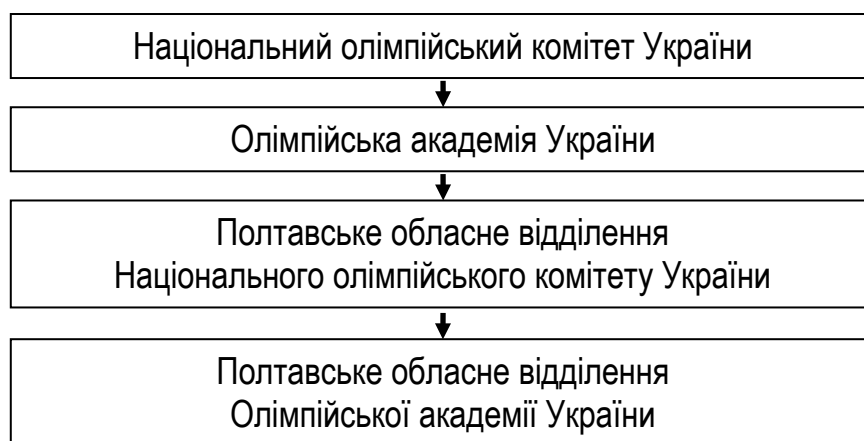 Національний олімпійський комітет України
Олімпійська академія України
Полтавське обласне відділення
Національного олімпійського комітету України
Полтавське обласне відділення
Олімпійської академії України